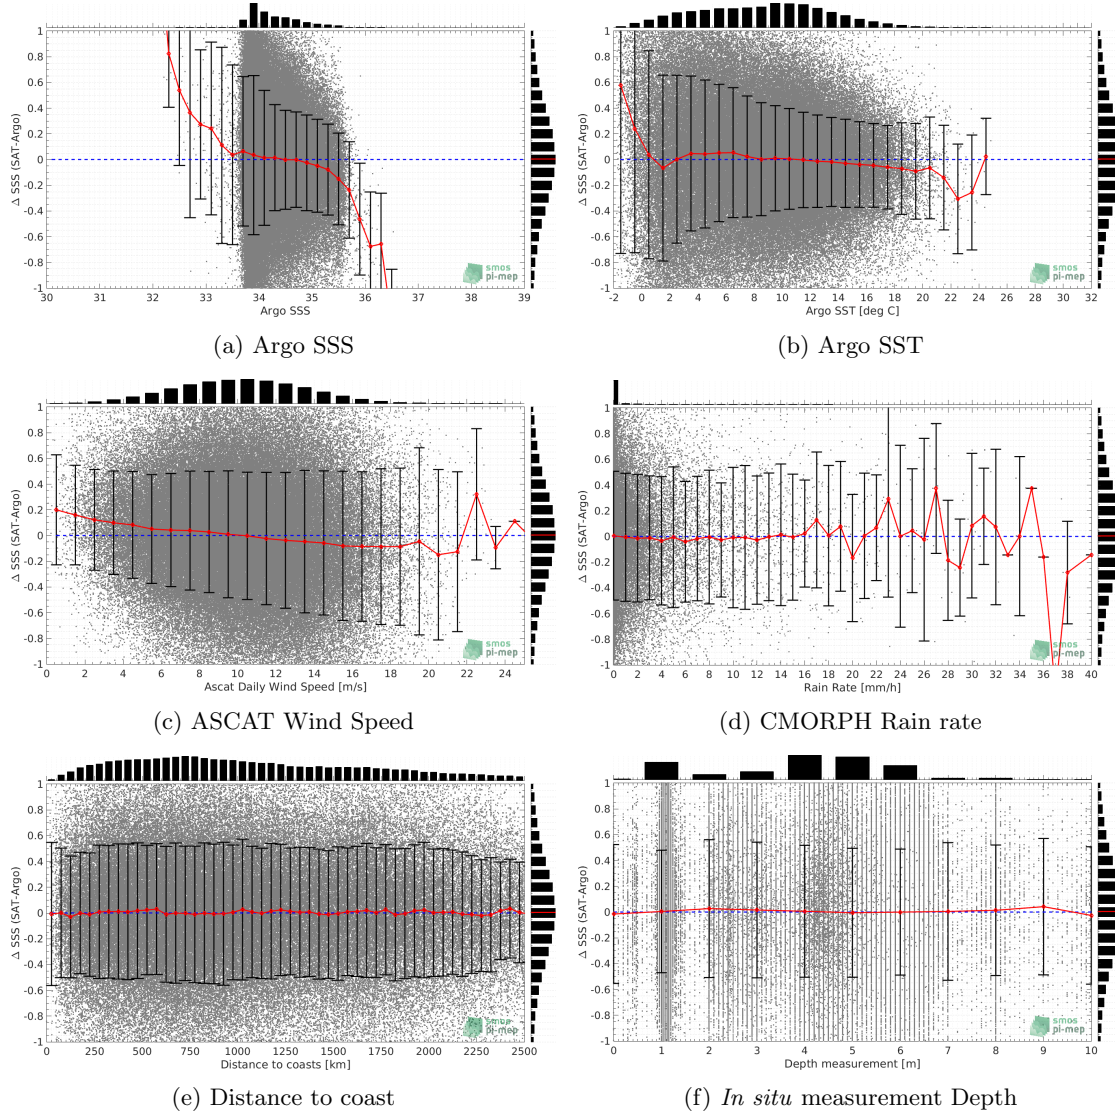 1
0.8
0.6
0.4
0.2
0
-0.2
-0.4
-0.6
-0.8
-1
Δ SSS (SAT-Argo)
30 31 32 33 34 35 36 37 38 39
Argo SSS
smos
pi-mep
(a) Argo SSS
1
0.8
0.6
0.4
0.2
0
-0.2
-0.4
-0.6
-0.8
-1
Δ SSS (SAT-Argo)
-2 0 2 4 6 8 10 12 14 16 18 20 22 24 26 28 30 32
Argo SST [deg C]
smos
pi-mep
(b) Argo SST
1
0.8
0.6
0.4
0.2
0
-0.2
-0.4
-0.6
-0.8
-1
Δ SSS (SAT-Argo)
0 2 4 6 8 10 12 14 16 18 20 22 24
Ascat Daily Wind Speed [m/s]
smos
pi-mep
(c) ASCAT Wind Speed
1
0.8
0.6
0.4
0.2
0
-0.2
-0.4
-0.6
-0.8
-1
Δ SSS (SAT-Argo)
0 2 4 6 8 10 12 14 16 18 20 22 24 26 28 30 32 34 36 38 40
Rain Rate [mm/h]
smos
pi-mep
(d) CMORPH Rain rate
1
0.8
0.6
0.4
0.2
0
-0.2
-0.4
-0.6
-0.8
-1
Δ SSS (SAT-Argo)
0 250 500 750 1000 1250 1500 1750 2000 2250 2500
Distance to coasts [km]
smos
pi-mep
(e) Distance to coast
1
0.8
0.6
0.4
0.2
0
-0.2
-0.4
-0.6
-0.8
-1
Δ SSS (SAT-Argo)
0 1 2 3 4 5 6 7 8 9 10
Depth measurement [m]
smos
pi-mep
(f) In situ measurement Depth